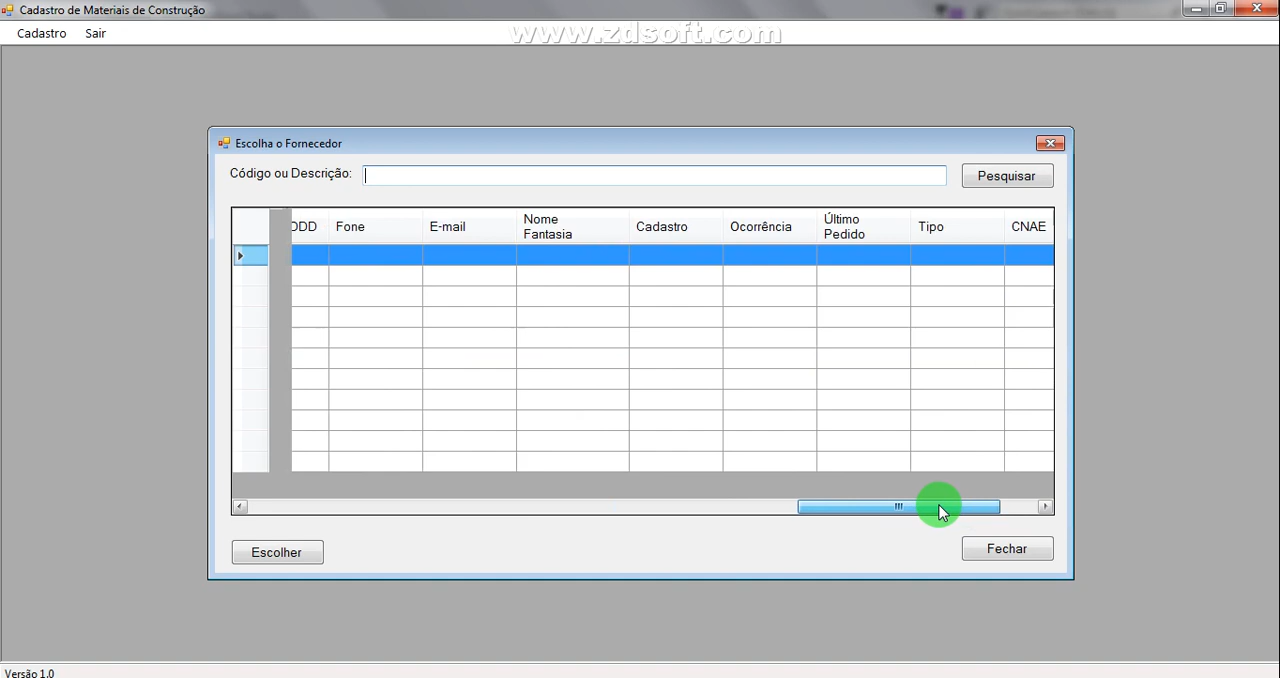 Cadastro de Materiais de Construção
Cadastro Sair
www.zdsoft.com
Escolha o Fornecedor
Código ou Descrição: Pesquisar
DDD Fone E-mail Nome Fantasia Cadastro Ocorrência Último Pedido Tipo CNAE
Escolher Fechar
Versão 1.0